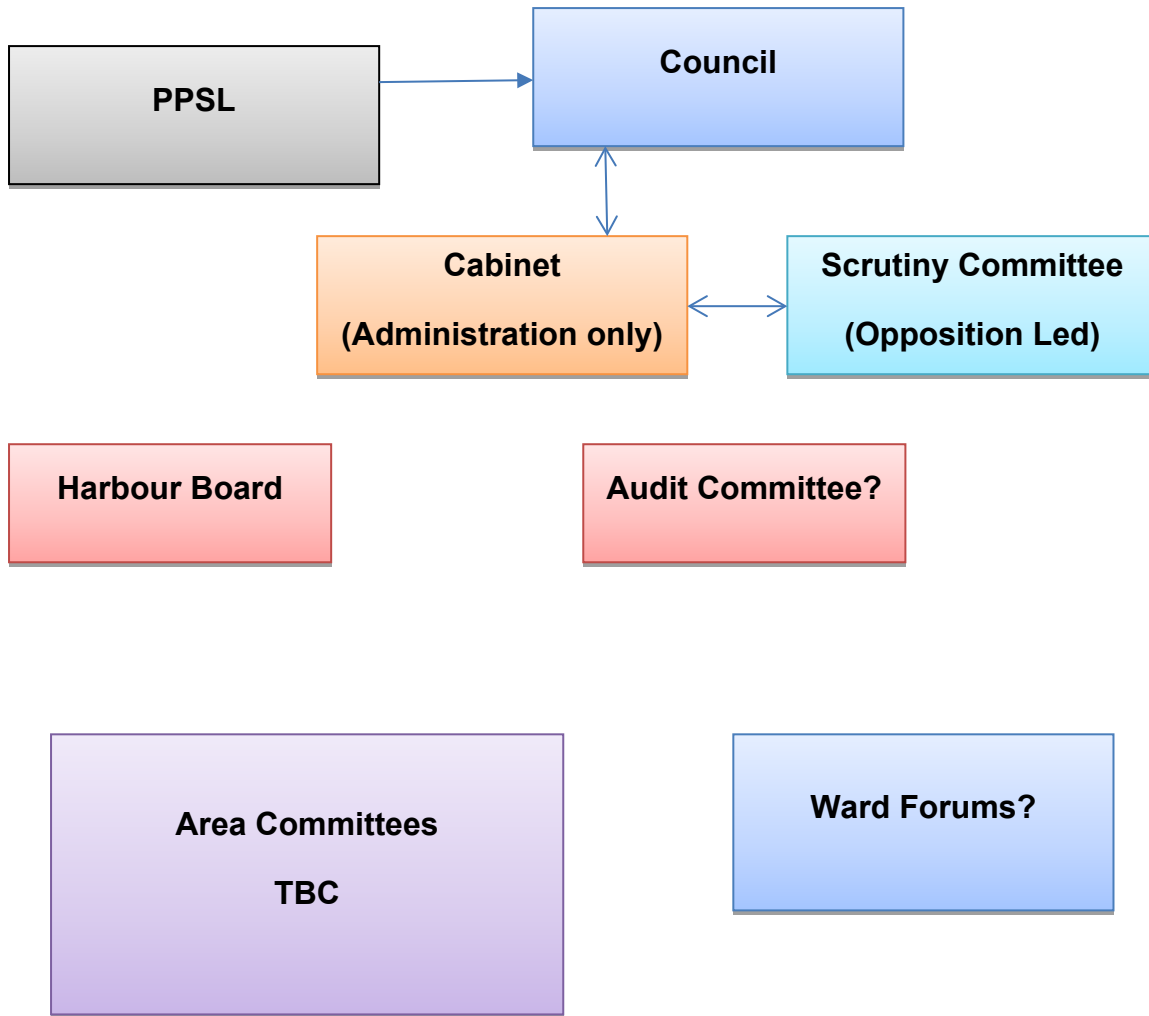 PPSL
Council
Cabinet
(Administration only)
Scrutiny Committee
(Opposition Led)
Harbour Board
Audit Committee?
Area Committees
TBC
Ward Forums?